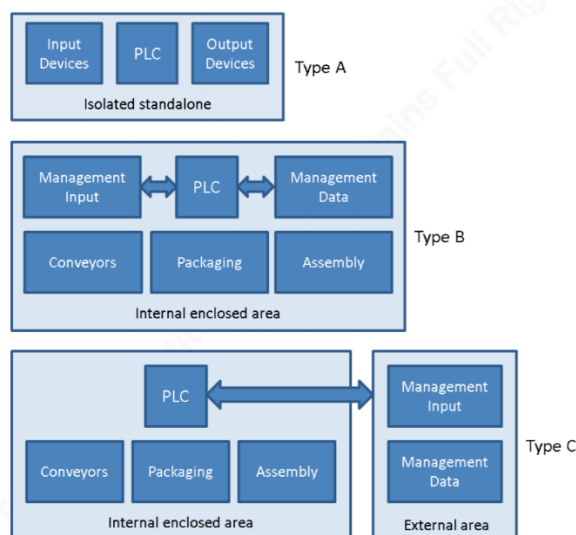 Input
Devices
PLC
Output
Devices
Type A
Isolated standalone
Management
Input
PLC
Management
Data
Type B
Conveyors
Packaging
Assembly
Internal enclosed area
PLC
Management
Input
Type C
Conveyors
Packaging
Assembly
Management
Data
Internal enclosed area
External area